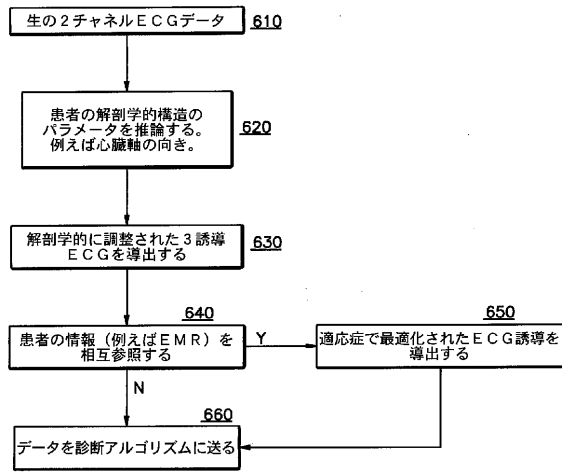 生の２チャネルＥＣＧデータ
610
患者の解剖学的構造の
パラメータを推論する。
例えば心臓軸の向き。
620
解剖学的に調整された３誘導
ＥＣＧを導出する
630
640
患者の情報（例えばＥＭＲ）を
相互参照する
Y
650
適応症で最適化されたＥＣＧ誘導を
導出する
N
660
データを診断アルゴリズムに送る